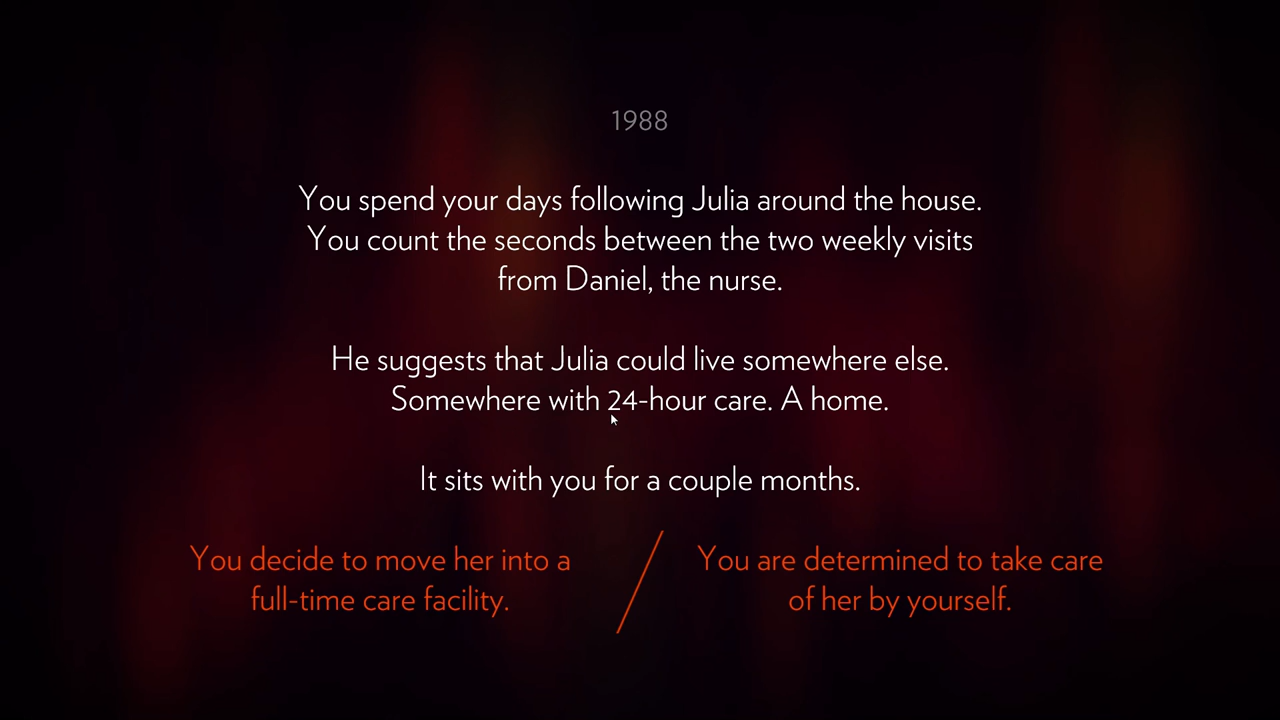 1988
You spend your days following Julia around the house.
You count the seconds between the two weekly visits
from Daniel, the nurse.
He suggests that Julia could live somewhere else.
Somewhere with 24-hour care. A home.
It sits with you for a couple months.
You decide to move her into a
full-time care facility.
You are determined to take care
of her by yourself.